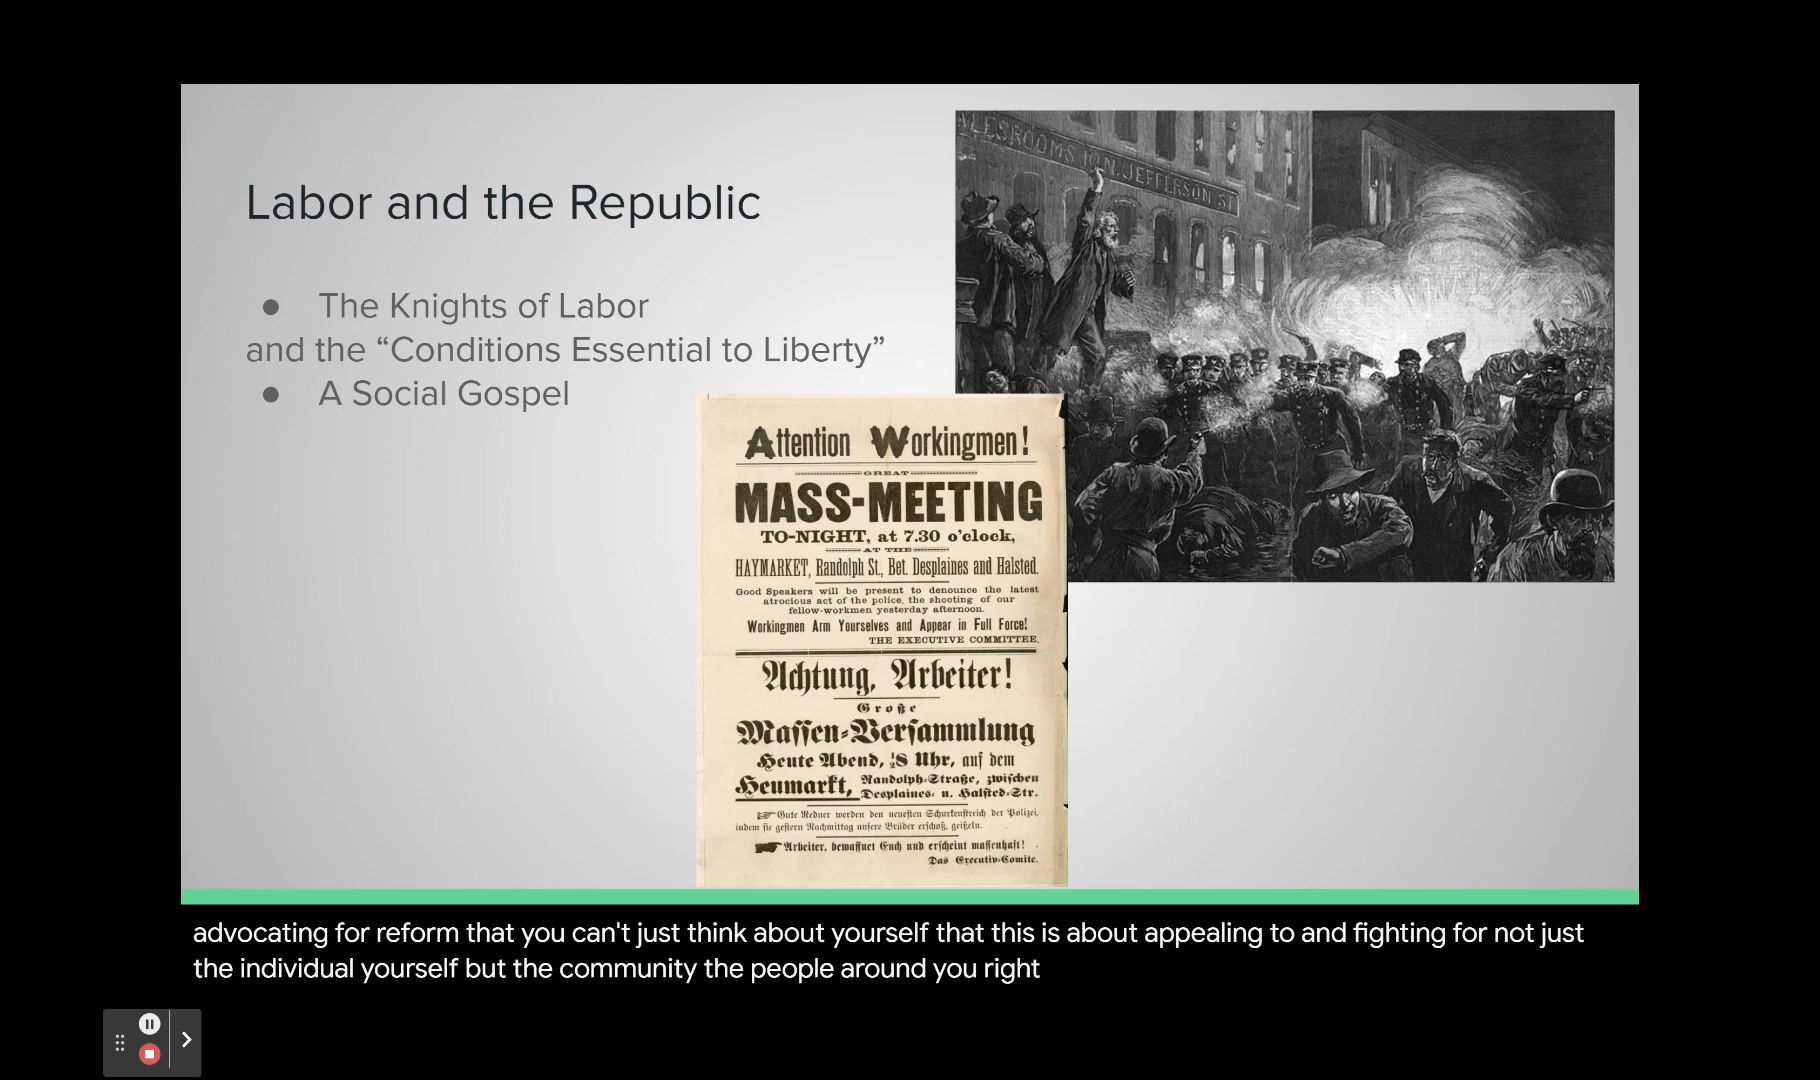 Labor and the Republic
● The Knights of Labor
and the “Conditions Essential to Liberty”
● A Social Gospel
ALESROOMS 10 N. JEFFERSON ST
Attention Workingmen!
GREAT
MASS-MEETING
TO-NIGHT, at 7.30 o'clock,
AT THE
HAYMARKET, Randolph St., Bet. Desplaines and Halsted.
Good Speakers will be present to denounce the latest
atrocious act of the police, the shooting of our
fellow-workmen yesterday afternoon.
Workingmen Arm Yourselves and Appear in Full Force!
THE EXECUTIVE COMMITTEE.
Achtung, Arbeiter!
Große
Massen-Versammlung
Heute Abend, ½8 Uhr, auf dem
Heumarkt, Randolph-Straße, zwischen
Desplaines- u. Halsted-Str.
Gute Redner werden den neuesten Schurkenstreich der Polizei,
indem sie gestern Nachmittag unsere Brüder erschoß, geißeln.
Arbeiter, bewaffnet Euch und erscheint massenhaft!
Das Executiv-Comite.
advocating for reform that you can't just think about yourself that this is about appealing to and fighting for not just
the individual yourself but the community the people around you right